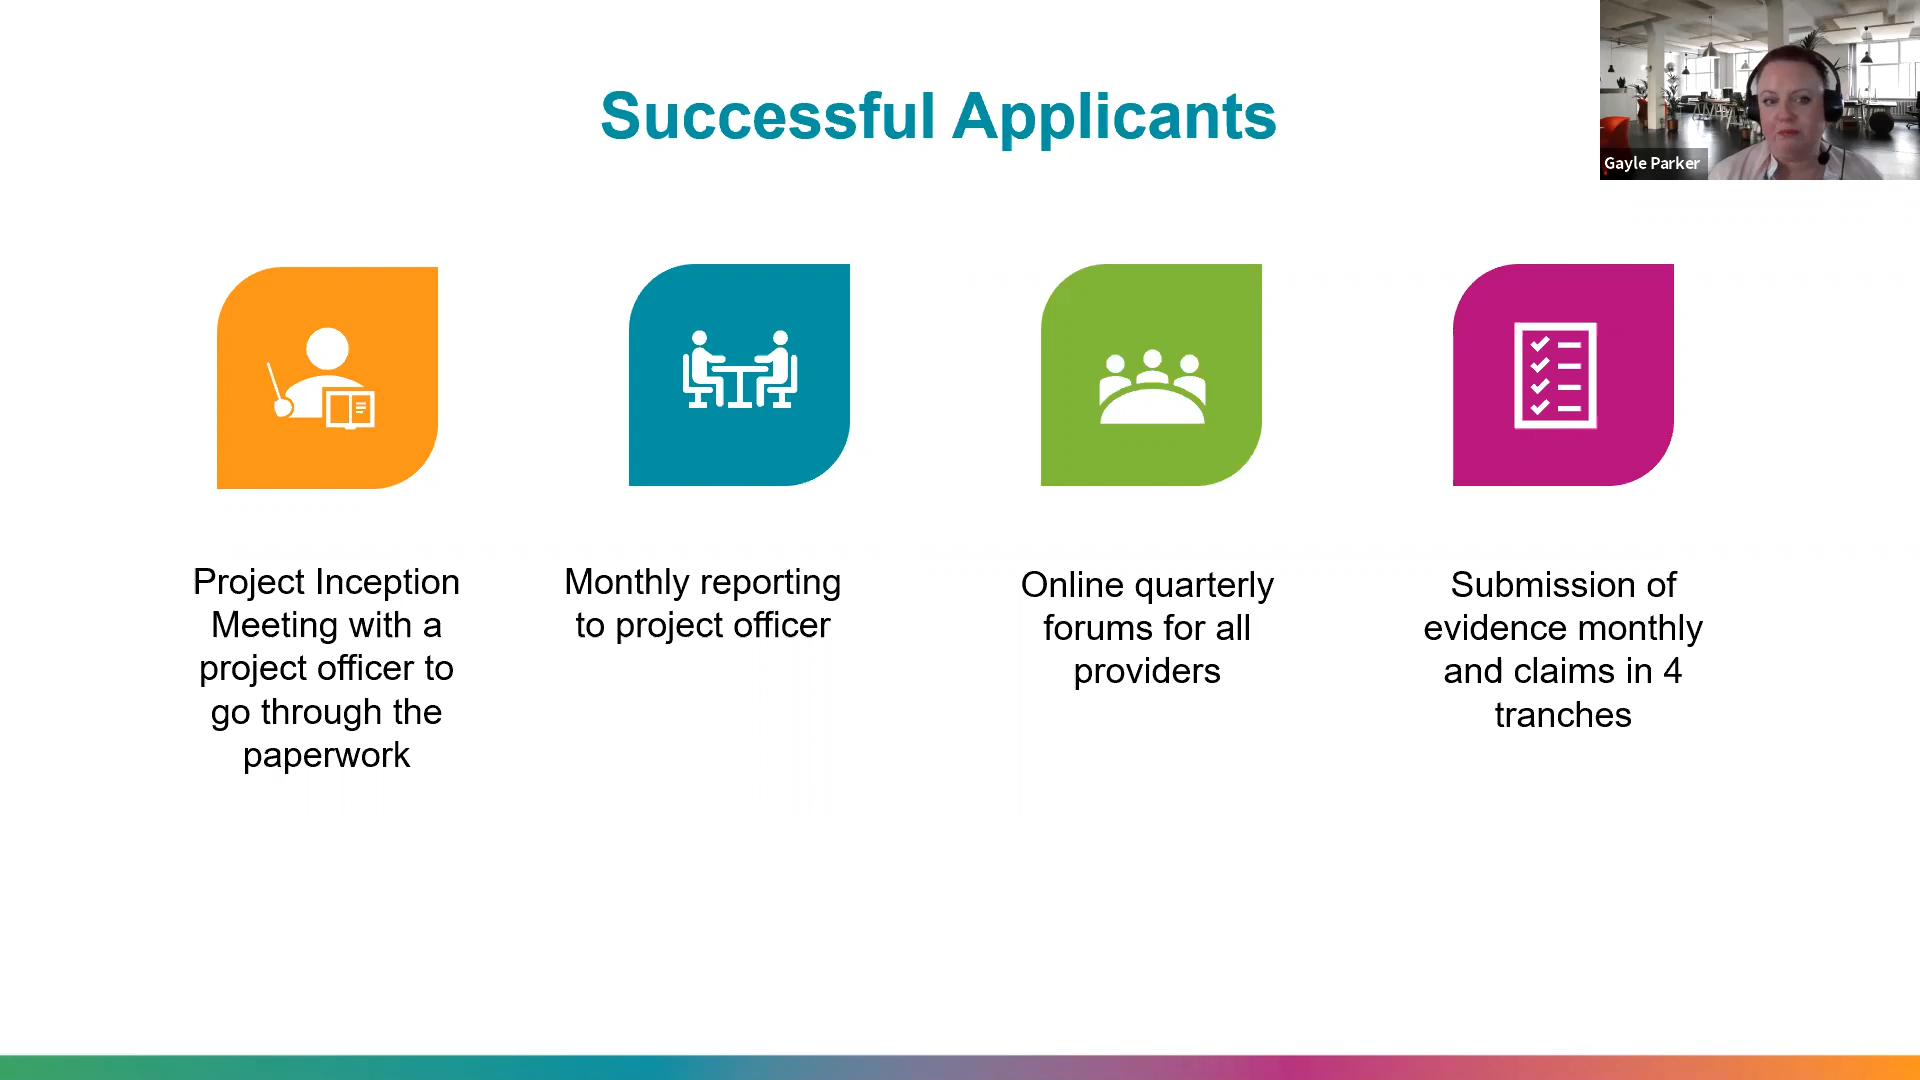 Successful Applicants
Gayle Parker
Project Inception
Meeting with a
project officer to
go through the
paperwork
Monthly reporting
to project officer
Online quarterly
forums for all
providers
Submission of
evidence monthly
and claims in 4
tranches